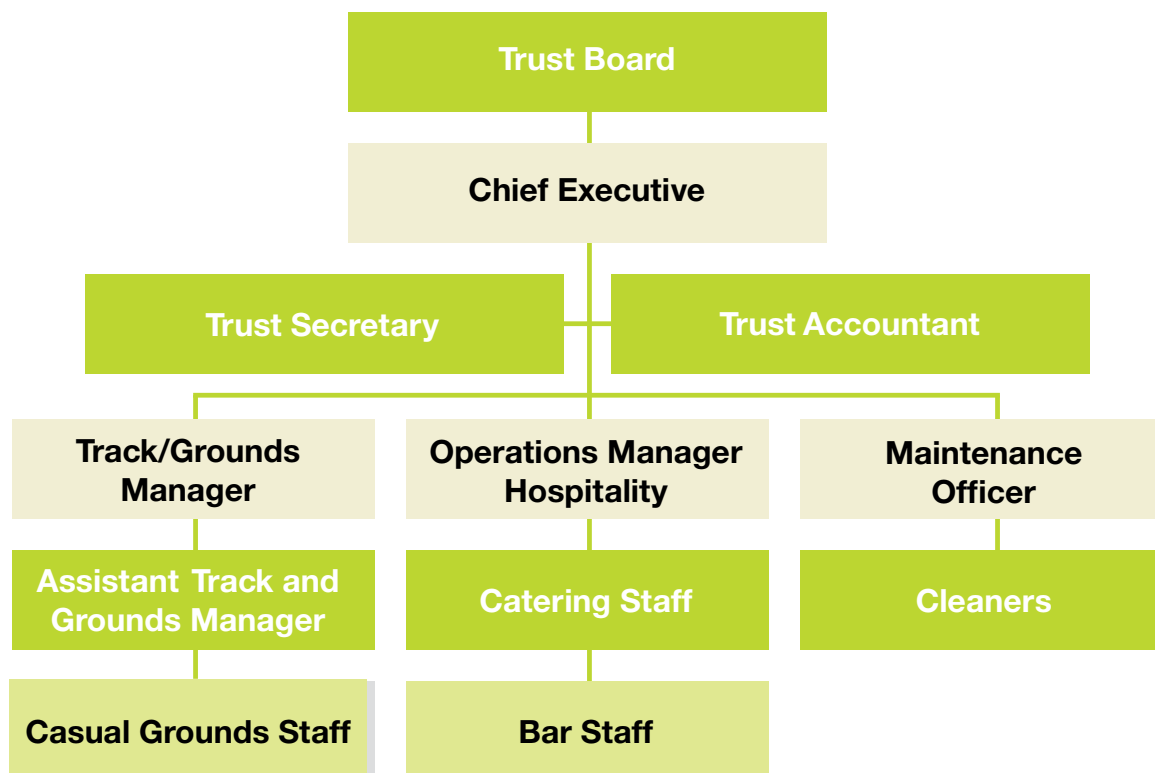 Trust Board
Chief Executive
Trust Secretary
Trust Accountant
Track/Grounds
Manager
Operations Manager
Hospitality
Maintenance
Officer
Assistant Track and
Grounds Manager
Catering Staff
Cleaners
Casual Grounds Staff
Bar Staff